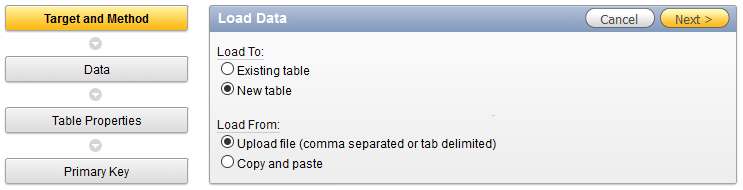 Target and Method
Data
Table Properties
Primary Key
Load Data
Cancel
Next >
Load To:
Existing table
New table
Load From:
Upload file (comma separated or tab delimited)
Copy and paste